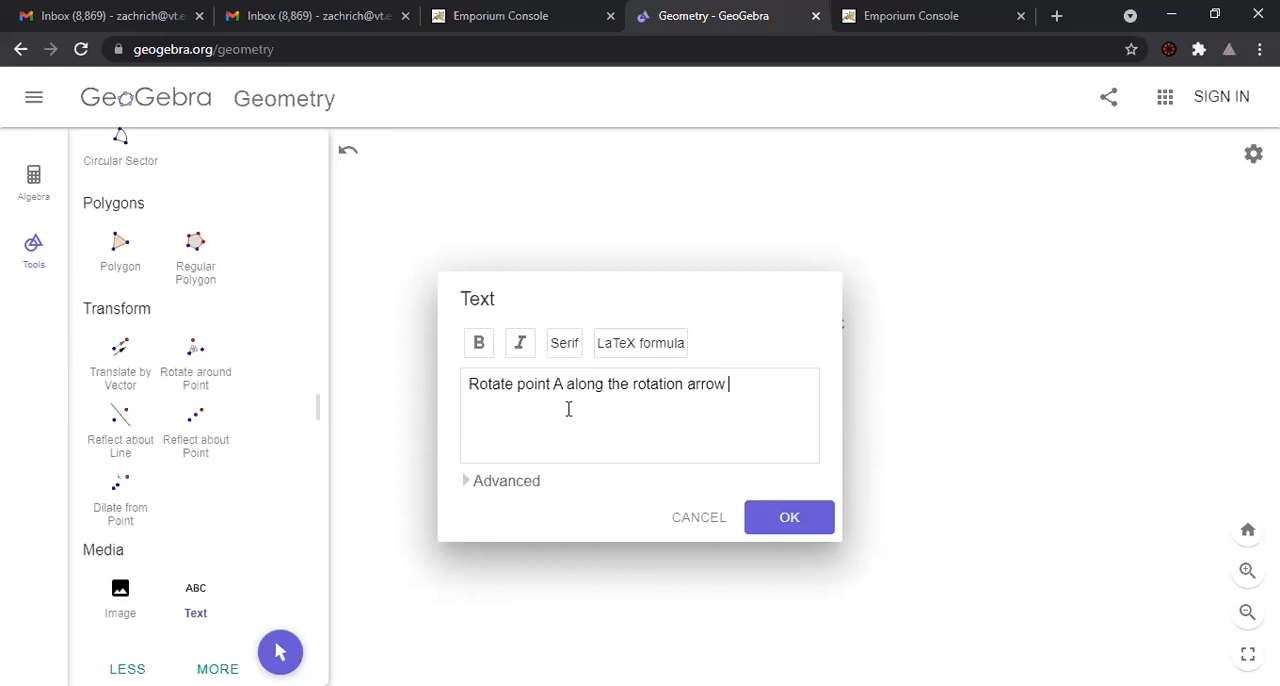 Inbox (8,869) - zachrich@vt.e
Inbox (8,869) - zachrich@vt.e
Emporium Console
Geometry - GeoGebra
Emporium Console
geogebra.org/geometry
GeoGebra Geometry
SIGN IN
Algebra
Tools
Circular Sector
Polygons
Polygon
Regular
Polygon
Transform
Translate by
Vector
Rotate around
Point
Reflect about
Line
Reflect about
Point
Dilate from
Point
Media
Image
ABC
Text
LESS
MORE
Text
B
I
Serif
LaTeX formula
Rotate point A along the rotation arrow
Advanced
CANCEL
OK